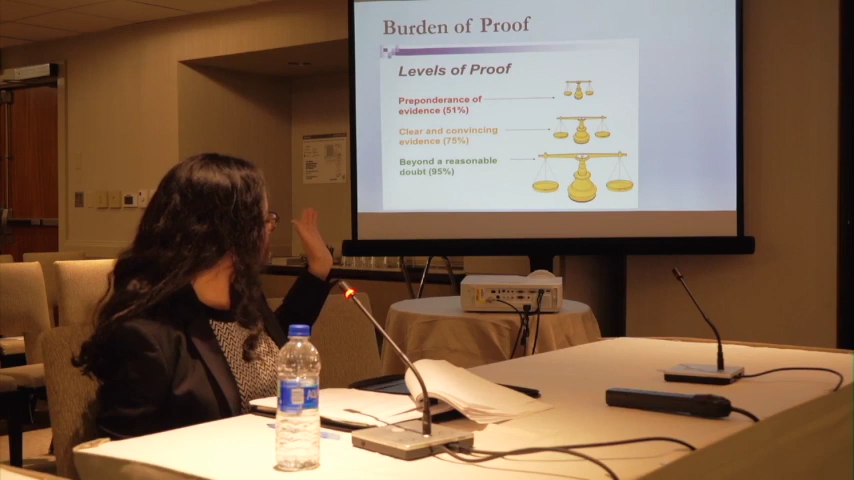 Burden of Proof
Levels of Proof
Preponderance of
evidence (51%)
Clear and convincing
evidence (75%)
Beyond a reasonable
doubt (95%)